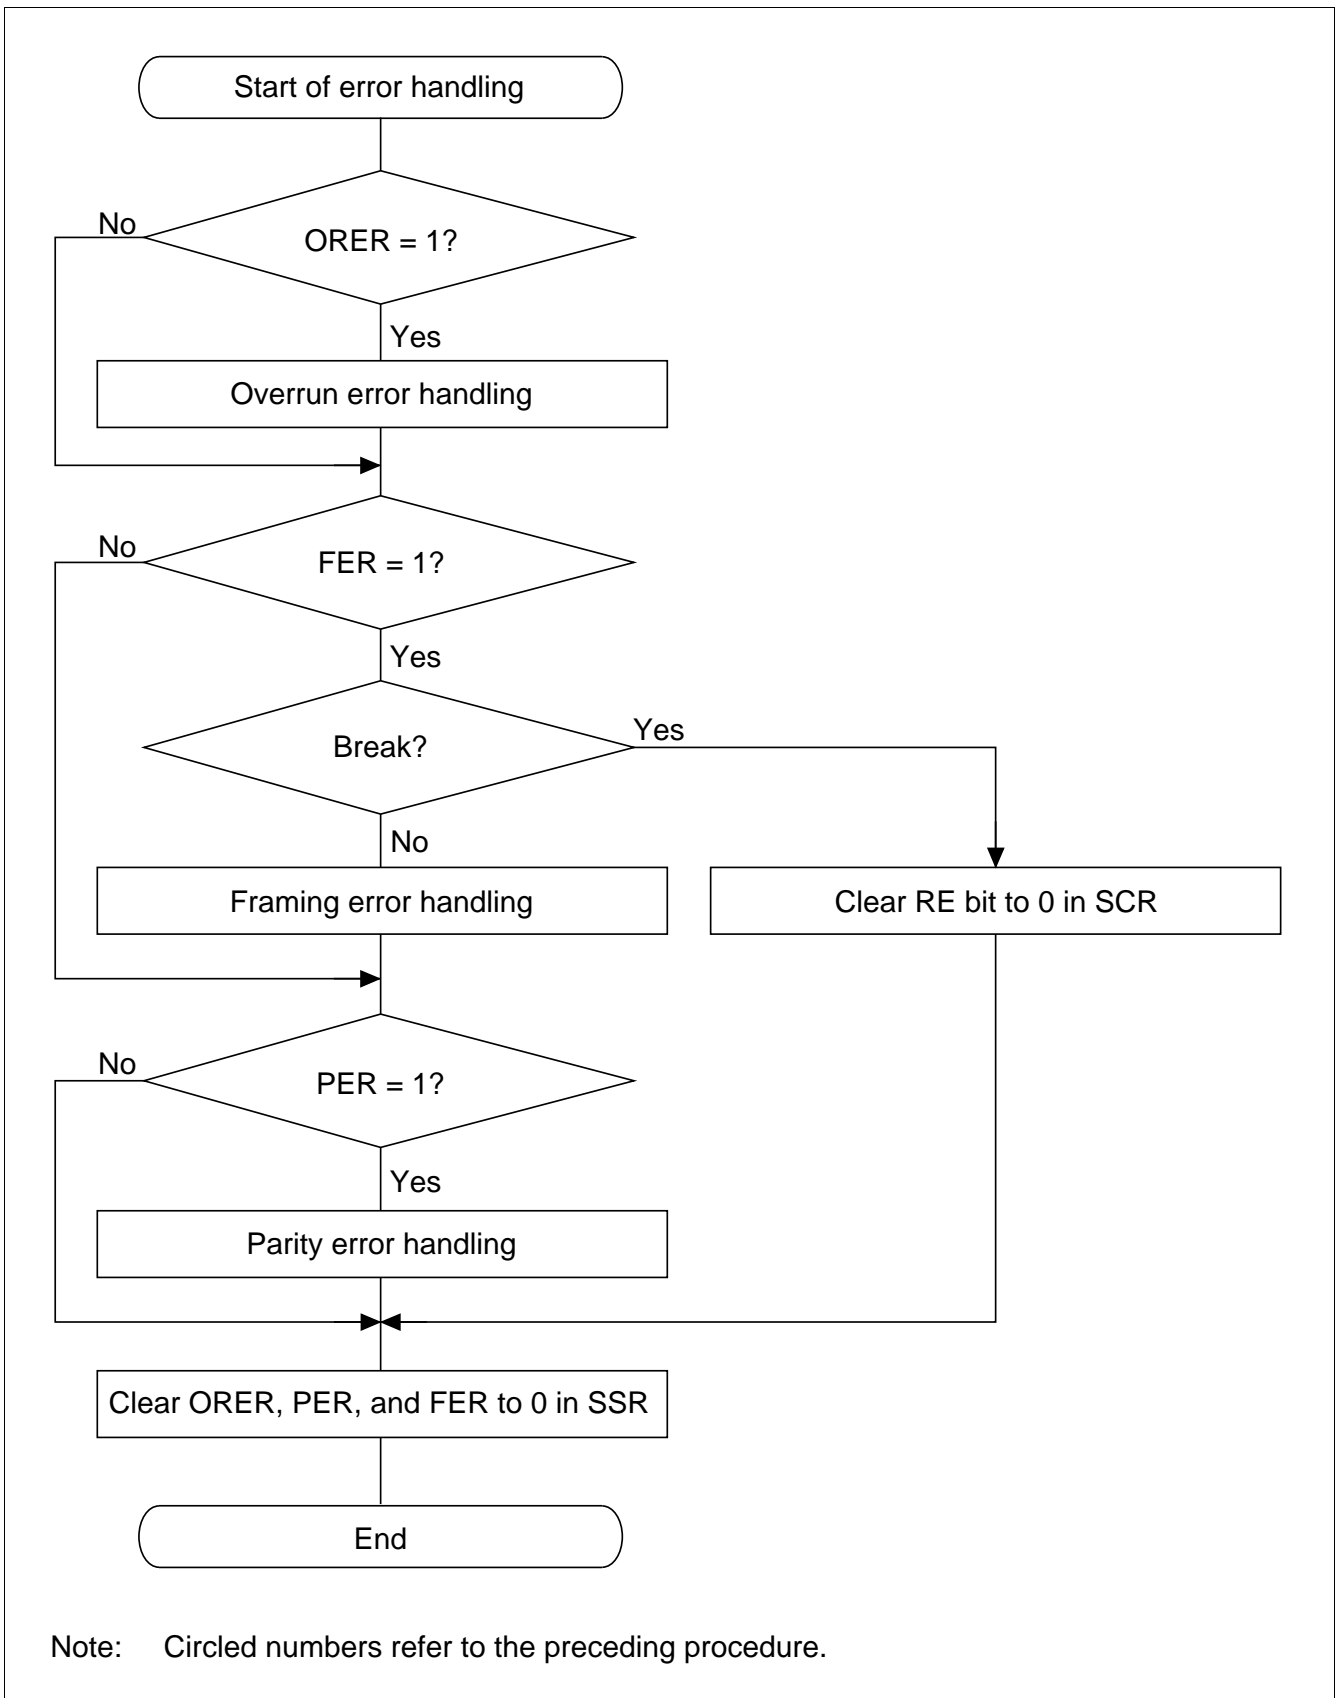 Start of error handling
No
ORER = 1?
Yes
Overrun error handling
No
FER = 1?
Yes
Break?
Yes
No
Framing error handling
Clear RE bit to 0 in SCR
No
PER = 1?
Yes
Parity error handling
Clear ORER, PER, and FER to 0 in SSR
End
Note: Circled numbers refer to the preceding procedure.